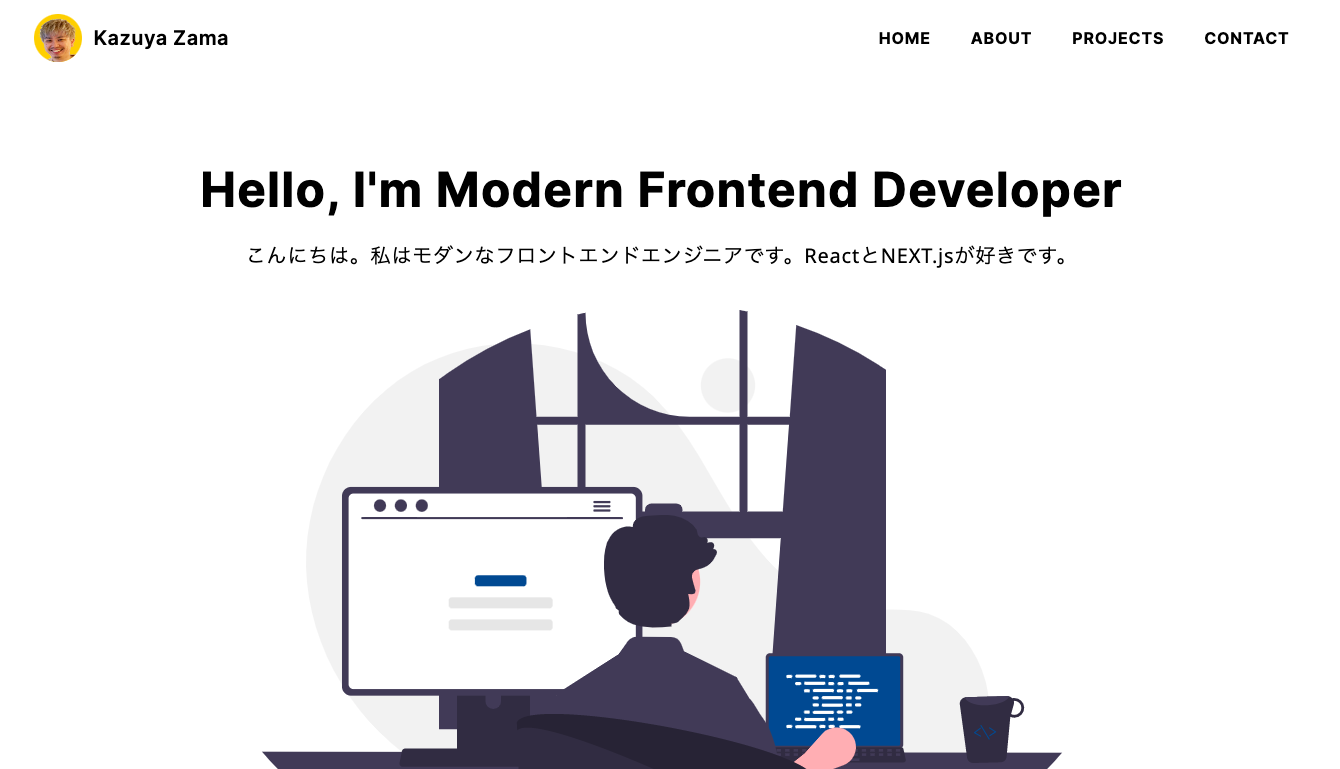 Kazuya Zama
HOME ABOUT PROJECTS CONTACT
Hello, I'm Modern Frontend Developer
こんにちは。私はモダンなフロントエンドエンジニアです。ReactとNEXT.jsが好きです。
<\>